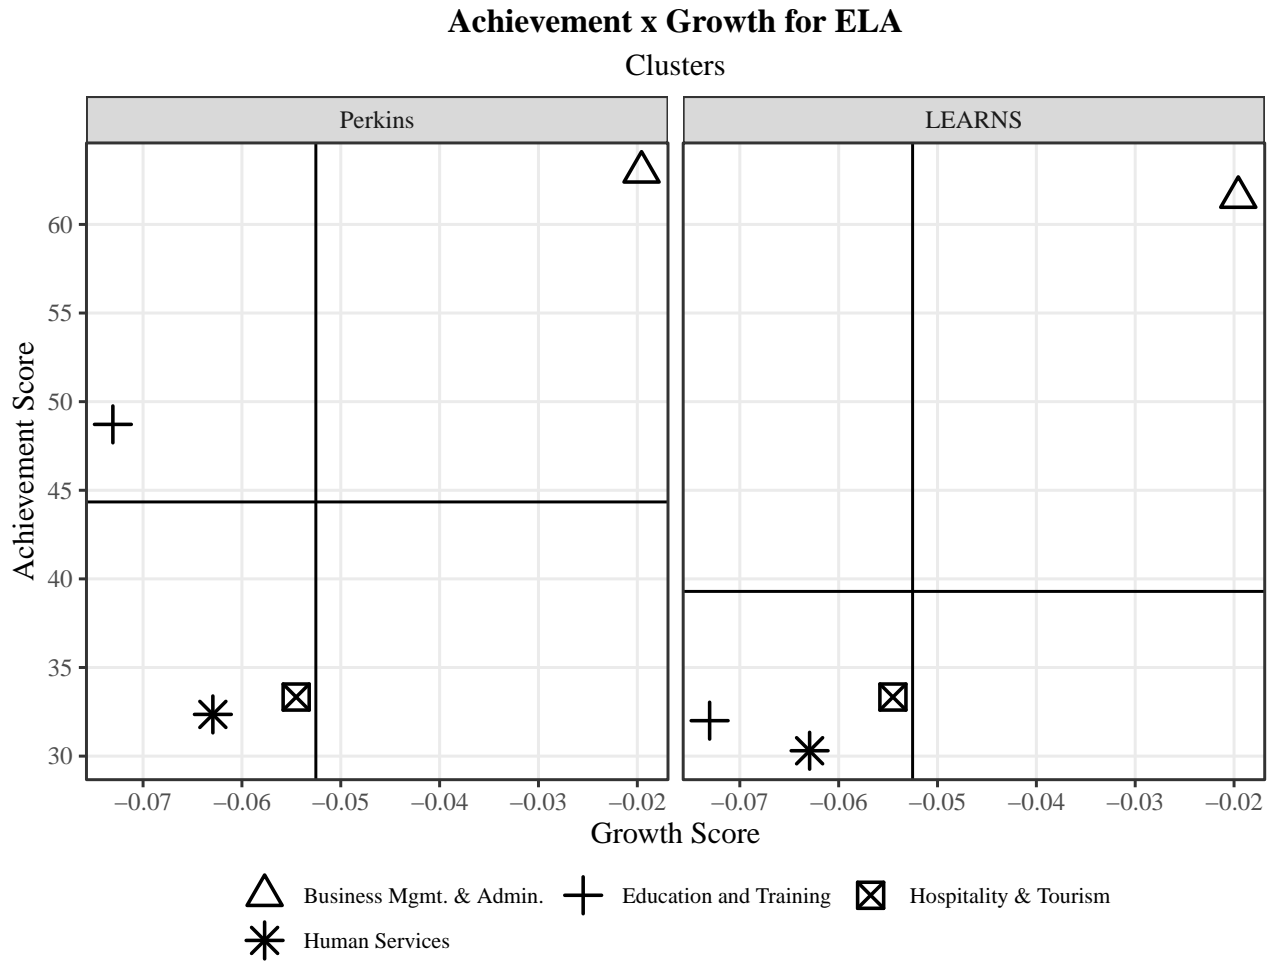 Achievement x Growth for ELA
Clusters
Perkins
LEARNS
Achievement Score
60
55
50
45
40
35
30
−0.07 −0.06 −0.05 −0.04 −0.03 −0.02
−0.07 −0.06 −0.05 −0.04 −0.03 −0.02
Growth Score
Business Mgmt. & Admin. Education and Training Hospitality & Tourism
Human Services